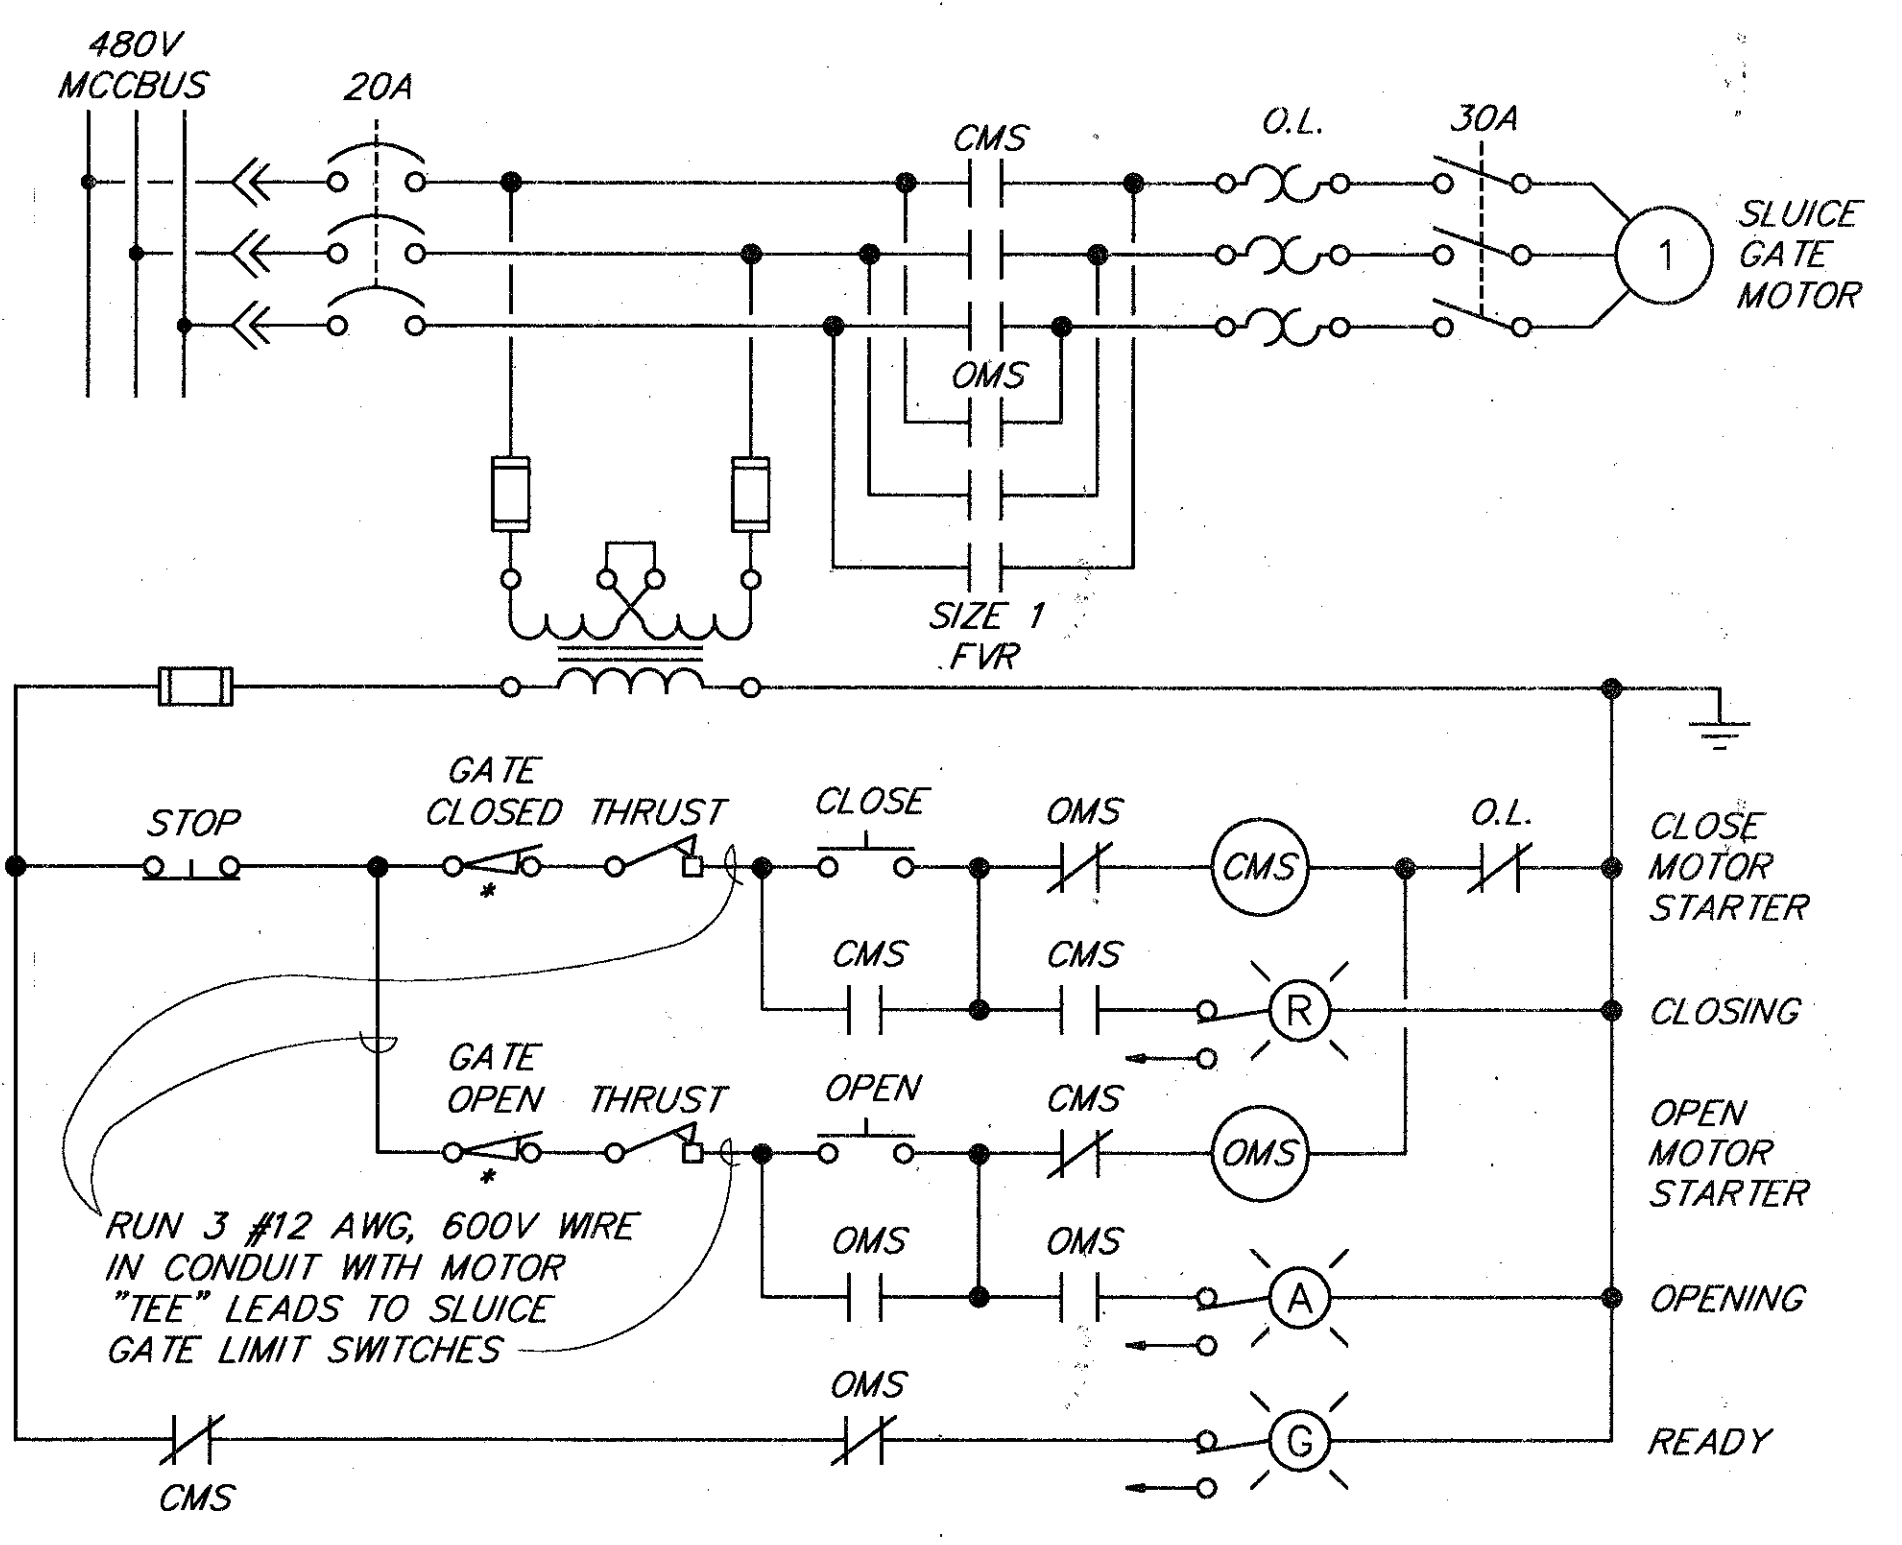 480V
MCCBUS
20A
CMS
O.L.
30A
1
SLUICE
GATE
MOTOR
OMS
SIZE 1
FVR
STOP
GATE
CLOSED
THRUST
*
CLOSE
OMS
CMS
O.L.
CLOSE
MOTOR
STARTER
CMS
CMS
R
CLOSING
GATE
OPEN
THRUST
*
OPEN
CMS
OMS
OPEN
MOTOR
STARTER
RUN 3 #12 AWG, 600V WIRE
IN CONDUIT WITH MOTOR
"TEE" LEADS TO SLUICE
GATE LIMIT SWITCHES
OMS
OMS
A
OPENING
CMS
OMS
G
READY